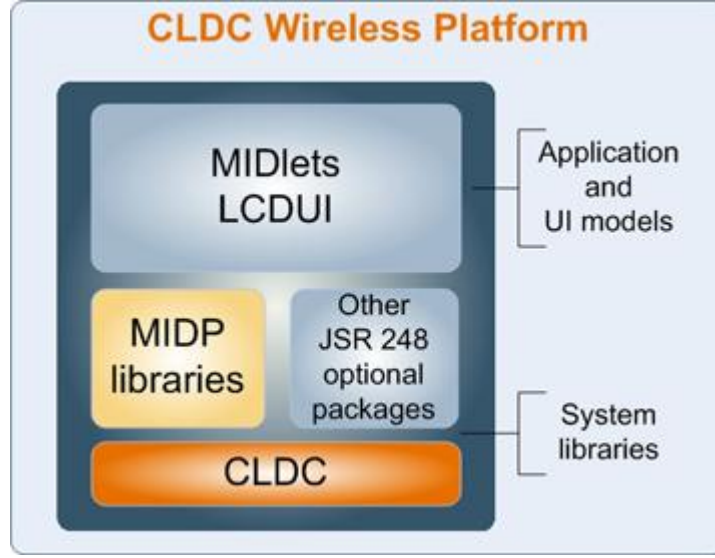 CLDC Wireless Platform
MIDlets
LCDUI
Application
and
UI models
MIDP
libraries
Other
JSR 248
optional
packages
System
libraries
CLDC